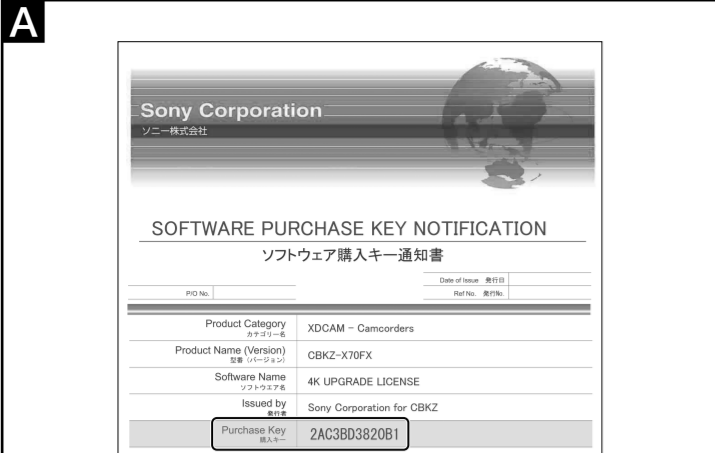 A
Sony Corporation
ソニー株式会社
SOFTWARE PURCHASE KEY NOTIFICATION
ソフトウェア購入キー通知書
Date of Issue 発行日
P/O No.
Ref No. 発行No.
Product Category
カテゴリー名
XDCAM - Camcorders
Product Name (Version)
型番（バージョン）
CBKZ-X70FX
Software Name
ソフトウエア名
4K UPGRADE LICENSE
Issued by
発行者
Sony Corporation for CBKZ
Purchase Key
購入キー
2AC3BD3820B1